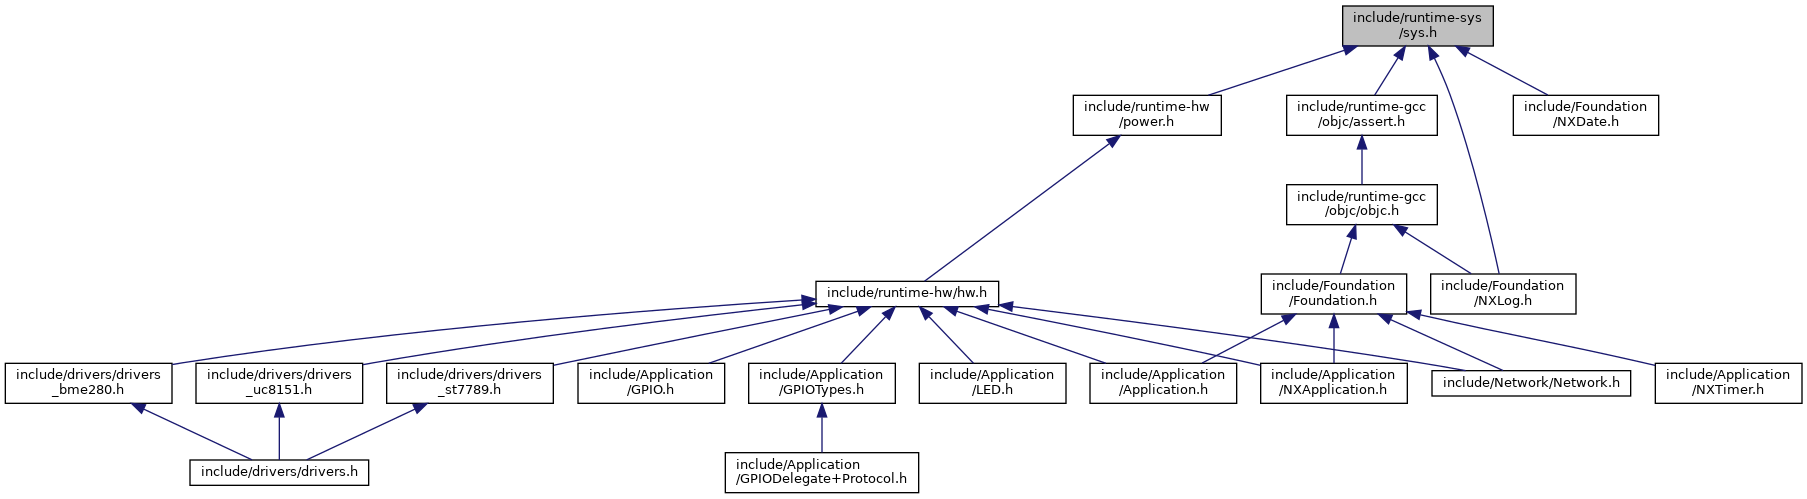 include/runtime-sys
/sys.h
include/runtime-hw
/power.h
include/runtime-gcc
/objc/assert.h
include/Foundation
/NXDate.h
include/runtime-gcc
/objc/objc.h
include/runtime-hw/hw.h
include/Foundation
/Foundation.h
include/Foundation
/NXLog.h
include/drivers/drivers
_bme280.h
include/drivers/drivers
_uc8151.h
include/drivers/drivers
_st7789.h
include/Application
/GPIO.h
include/Application
/GPIOTypes.h
include/Application
/LED.h
include/Application
/Application.h
include/Application
/NXApplication.h
include/Network/Network.h
include/Application
/NXTimer.h
include/drivers/drivers.h
include/Application
/GPIODelegate+Protocol.h